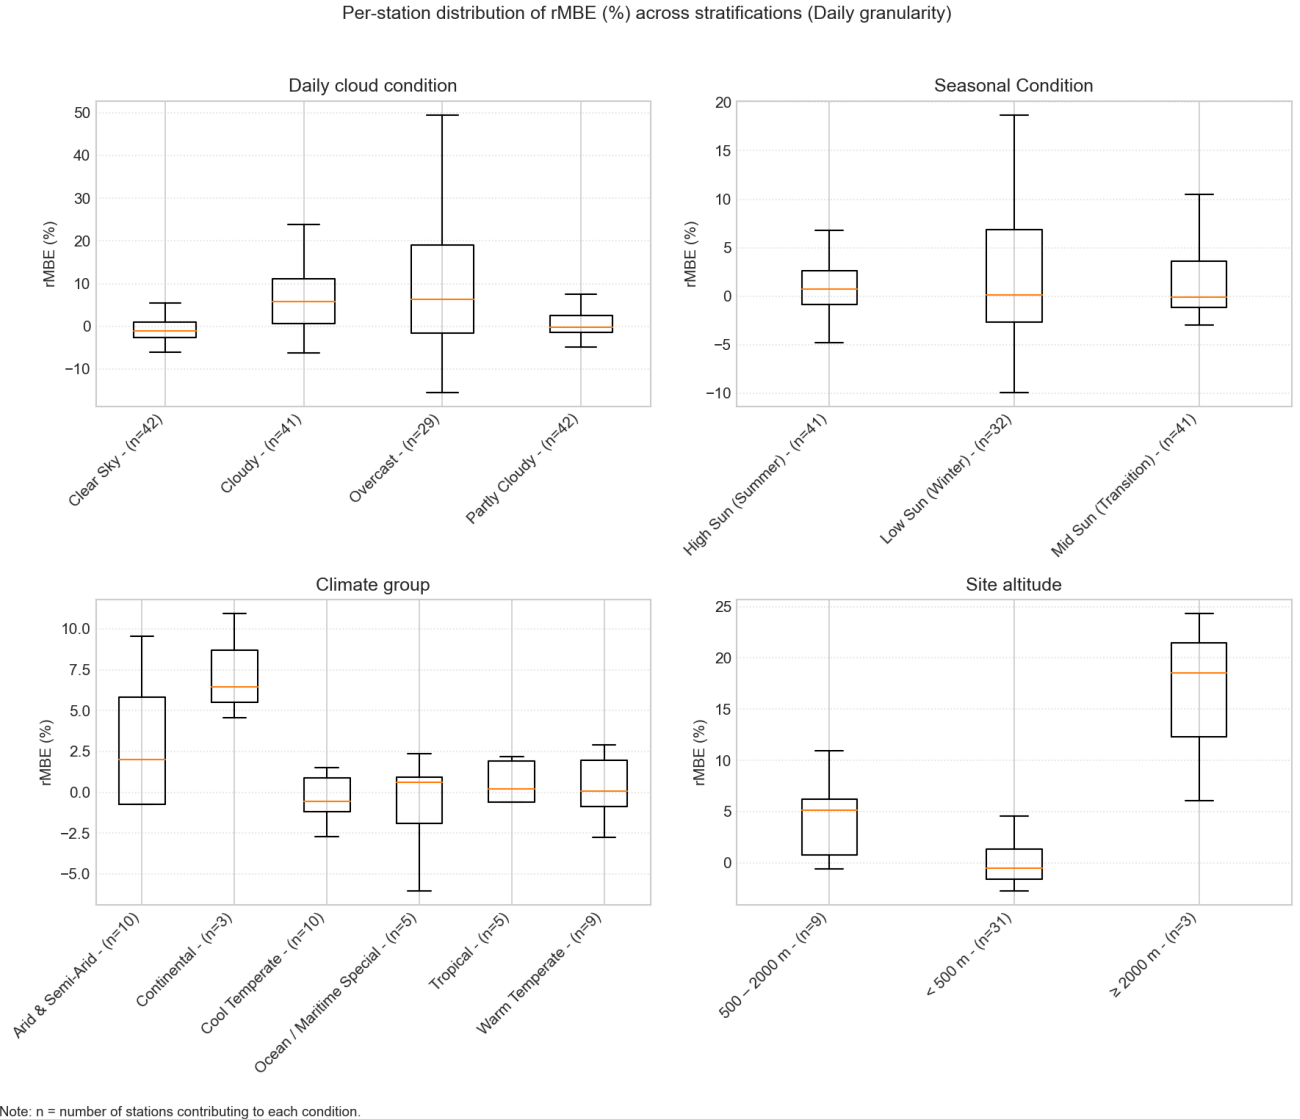 Per-station distribution of rMBE (%) across stratifications (Daily granularity)
Daily cloud condition
rMBE (%)
50
40
30
20
10
0
−10
Clear Sky - (n=42)
Cloudy - (n=41)
Overcast - (n=29)
Partly Cloudy - (n=42)
Seasonal Condition
rMBE (%)
20
15
10
5
0
−5
−10
High Sun (Summer) - (n=41)
Low Sun (Winter) - (n=32)
Mid Sun (Transition) - (n=41)
Climate group
rMBE (%)
10.0
7.5
5.0
2.5
0.0
−2.5
−5.0
Arid & Semi-Arid - (n=10)
Continental - (n=3)
Cool Temperate - (n=10)
Ocean / Maritime Special - (n=5)
Tropical - (n=5)
Warm Temperate - (n=9)
Site altitude
rMBE (%)
25
20
15
10
5
0
500 – 2000 m - (n=9)
< 500 m - (n=31)
≥ 2000 m - (n=3)
Note: n = number of stations contributing to each condition.